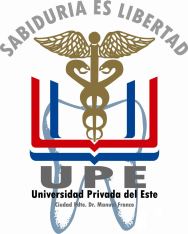 SABIDURIA ES LIBERTAD
UPE
Universidad Privada del Este
Ciudad Pdte. Dr. Manuel Franco